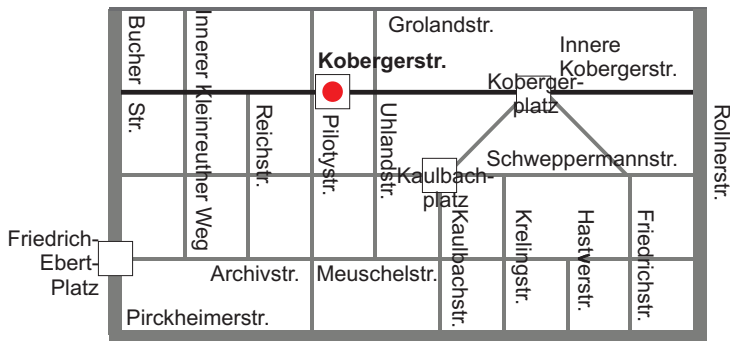 Grolandstr.
Bucher
Str.
Innerer Kleinreuther Weg
Kobergerstr.
Innere
Kobergerstr.
Koberger-
platz
Reichstr.
Pilotystr.
Uhlandstr.
Rollnerstr.
Schweppermannstr.
Kaulbach-
platz
Friedrich-
Ebert-
Platz
Kaulbachstr.
Krelingstr.
Hastverstr.
Friedrichstr.
Archivstr.
Meuschelstr.
Pirckheimerstr.